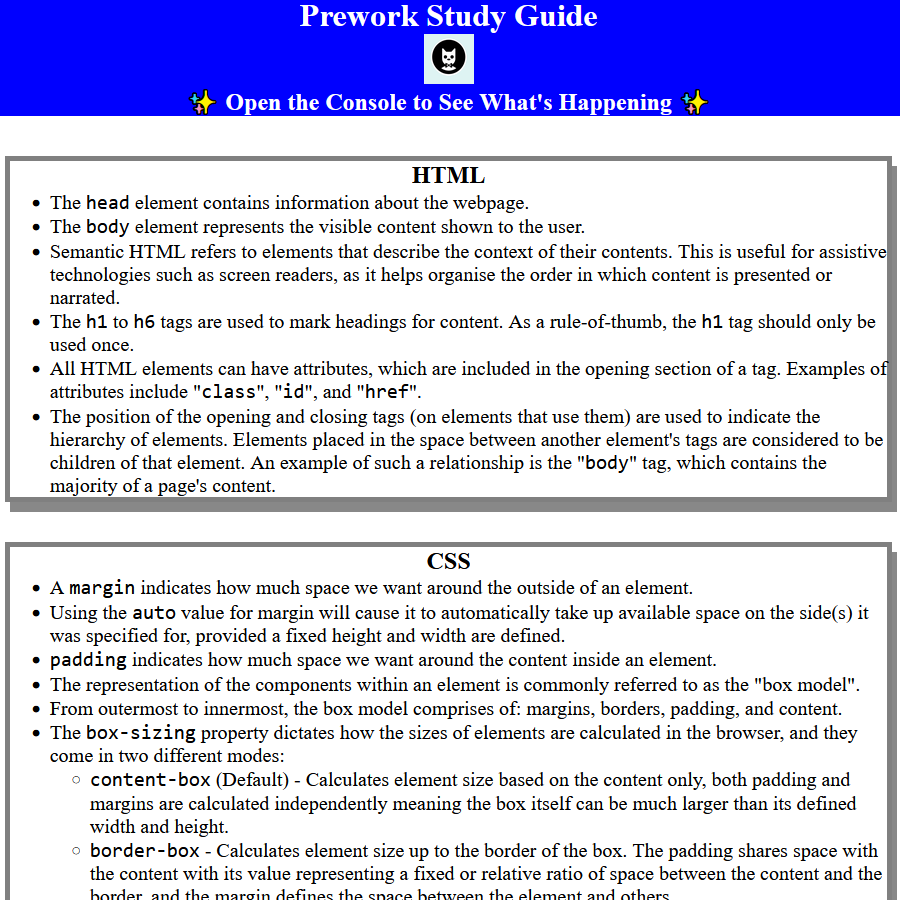 Prework Study Guide
✨ Open the Console to See What's Happening ✨
HTML
• The head element contains information about the webpage.
• The body element represents the visible content shown to the user.
• Semantic HTML refers to elements that describe the context of their contents. This is useful for assistive
technologies such as screen readers, as it helps organise the order in which content is presented or
narrated.
• The h1 to h6 tags are used to mark headings for content. As a rule-of-thumb, the h1 tag should only be
used once.
• All HTML elements can have attributes, which are included in the opening section of a tag. Examples of
attributes include "class", "id", and "href".
• The position of the opening and closing tags (on elements that use them) are used to indicate the
hierarchy of elements. Elements placed in the space between another element's tags are considered to be
children of that element. An example of such a relationship is the "body" tag, which contains the
majority of a page's content.
CSS
• A margin indicates how much space we want around the outside of an element.
• Using the auto value for margin will cause it to automatically take up available space on the side(s) it
was specified for, provided a fixed height and width are defined.
• padding indicates how much space we want around the content inside an element.
• The representation of the components within an element is commonly referred to as the "box model".
• From outermost to innermost, the box model comprises of: margins, borders, padding, and content.
• The box-sizing property dictates how the sizes of elements are calculated in the browser, and they
come in two different modes:
◦ content-box (Default) - Calculates element size based on the content only, both padding and
margins are calculated independently meaning the box itself can be much larger than its defined
width and height.
◦ border-box - Calculates element size up to the border of the box. The padding shares space with
the content with its value representing a fixed or relative ratio of space between the content and the
border, and the margin defines the space between the element and others.